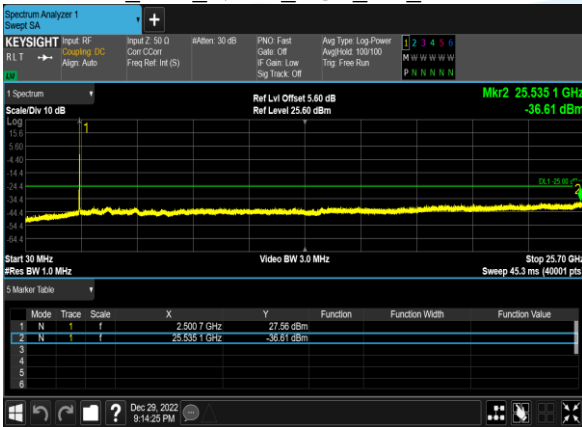 Spectrum Analyzer 1
Swept SA
+
KEYSIGHT
Input: RF
Input Z: 50 Ω
#Atten: 30 dB
PNO: Fast
Avg Type: Log-Power
1 2 3 4 5 6
RLT
Coupling: DC
Corr CCorr
Gate: Off
Avg|Hold: 100/100
M W W W W W
Align: Auto
Freq Ref: Int (S)
IF Gain: Low
Trig: Free Run
Sig Track: Off
P N N N N N
1 Spectrum
Ref Lvl Offset 5.60 dB
Mkr2 25.535 1 GHz
Scale/Div 10 dB
Ref Level 25.60 dBm
-36.61 dBm
Log
1
15.6
5.60
-4.40
-14.4
DL1 -25.00
-24.4
2
-34.4
-44.4
-54.4
-64.4
Start 30 MHz
Video BW 3.0 MHz
Stop 25.70 GHz
#Res BW 1.0 MHz
Sweep 45.3 ms (40001 pts)
5 Marker Table
Mode Trace Scale X Y Function Function Width Function Value
1 N 1 f 2.500 7 GHz 27.56 dBm
2 N 1 f 25.535 1 GHz -36.61 dBm
3
4
5
6
?
Dec 29, 2022
9:14:25 PM